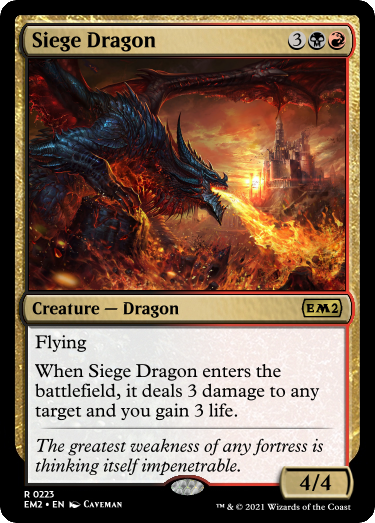 Siege Dragon 3
Creature — Dragon EM2
Flying
When Siege Dragon enters the
battlefield, it deals 3 damage to any
target and you gain 3 life.
The greatest weakness of any fortress is
thinking itself impenetrable.
4/4
R 0223
EM2 • EN CAVEMAN
™ & © 2021 Wizards of the Coast